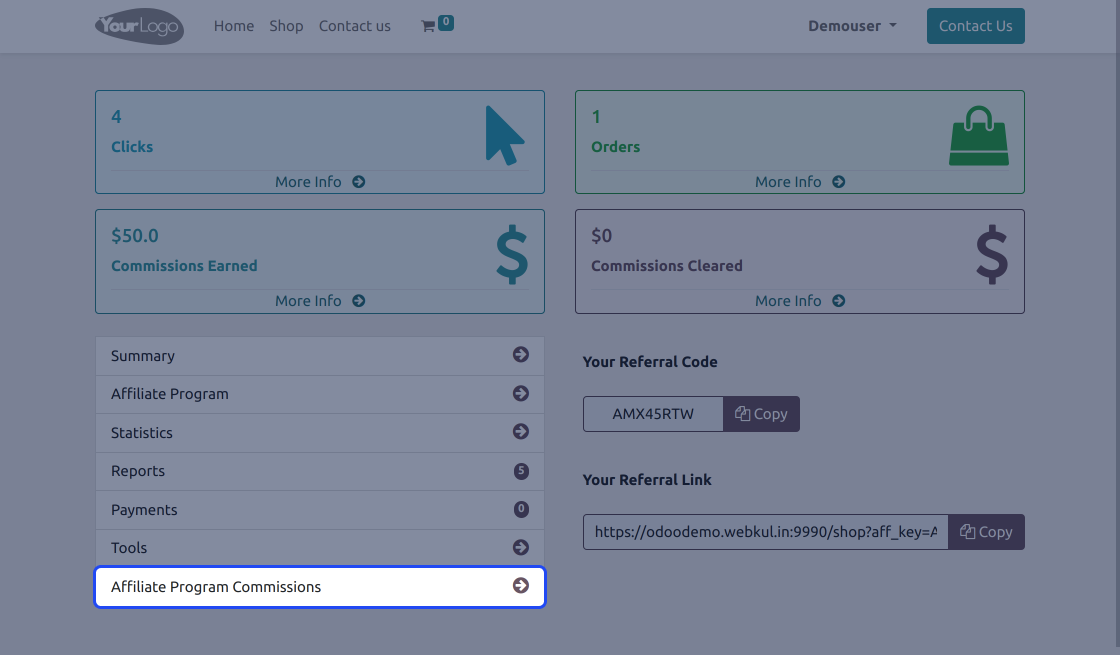 YourLogo Home Shop Contact us 0 Demouser Contact Us
4
Clicks
More Info
1
Orders
More Info
$50.0
Commissions Earned
More Info
$0
Commissions Cleared
More Info
Summary
Affiliate Program
Statistics
Reports 5
Payments 0
Tools
Affiliate Program Commissions
Your Referral Code
AMX45RTW Copy
Your Referral Link
https://odoodemo.webkul.in:9990/shop?aff_key=A Copy